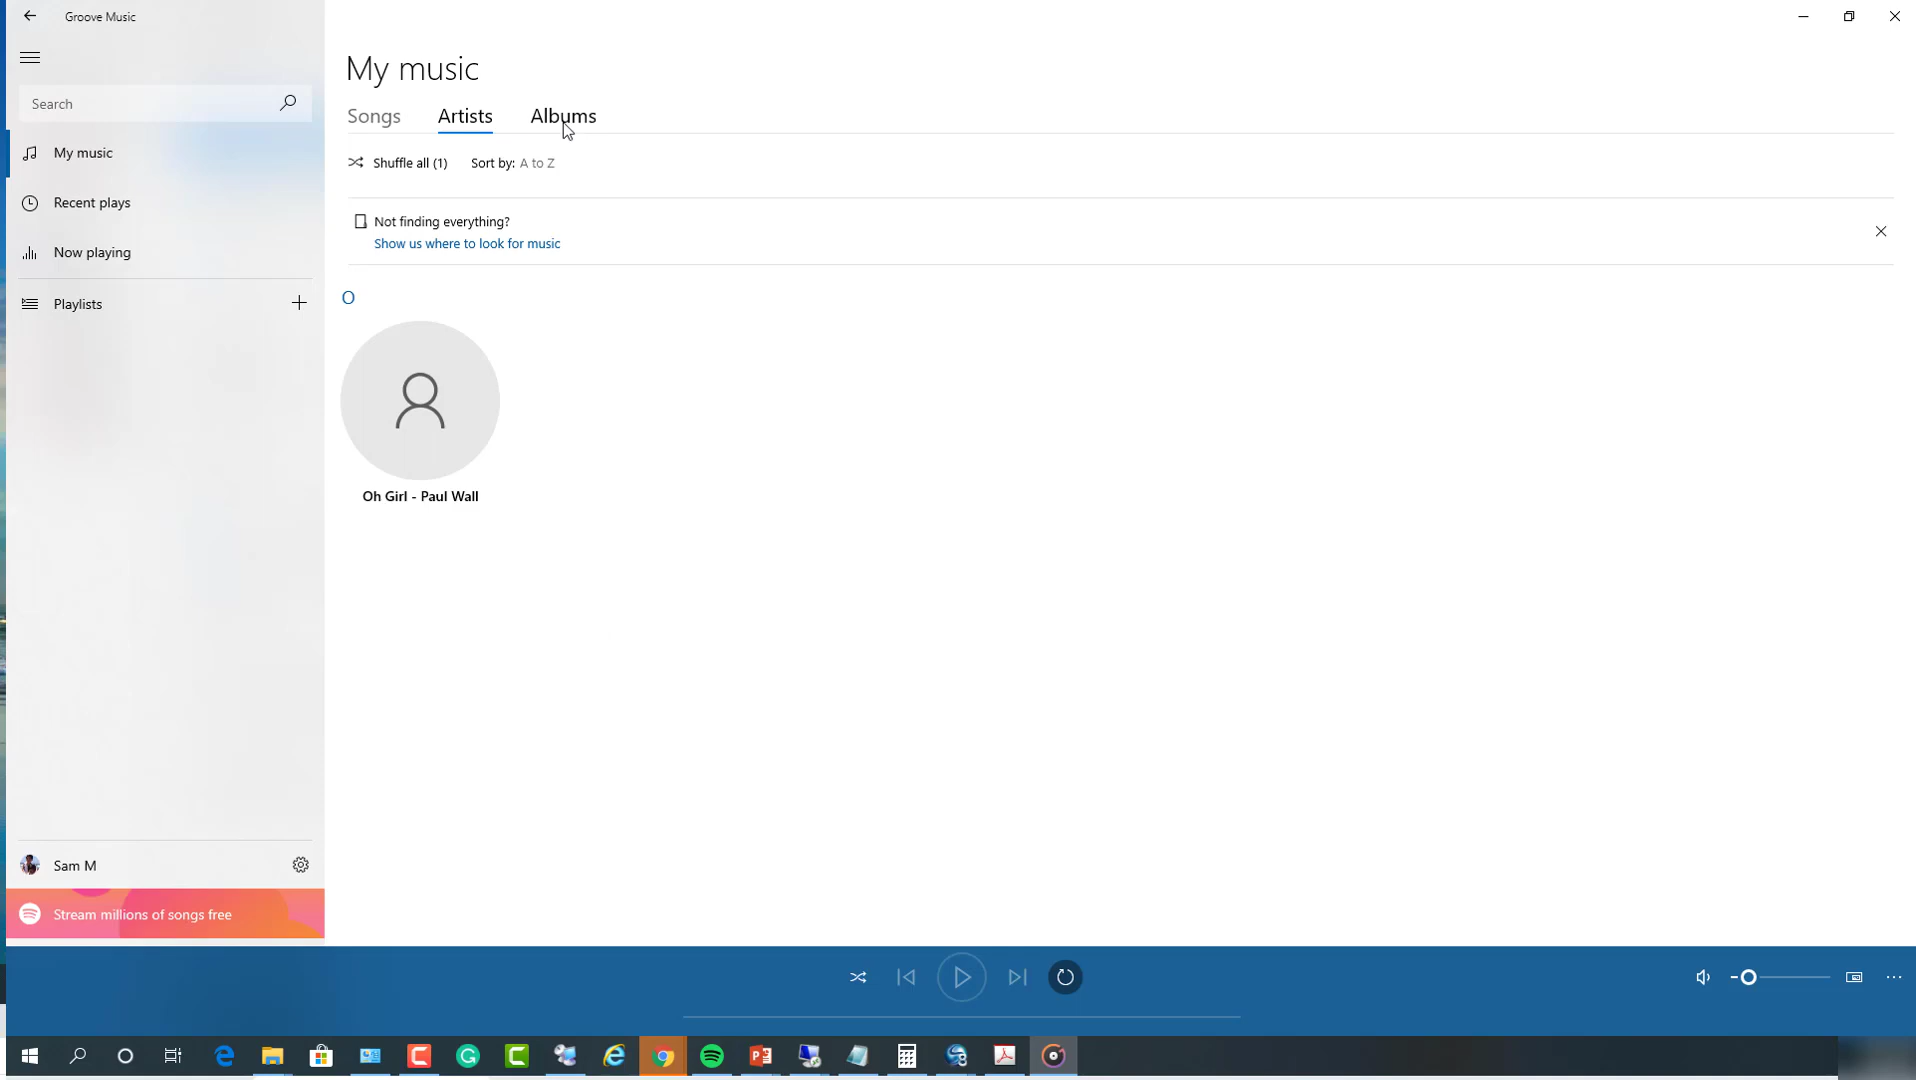 Groove Music
Search
My music
Recent plays
Now playing
Playlists
Sam M
Stream millions of songs free
My music
Songs Artists Albums
Shuffle all (1) Sort by: A to Z
Not finding everything?
Show us where to look for music
O
Oh Girl - Paul Wall